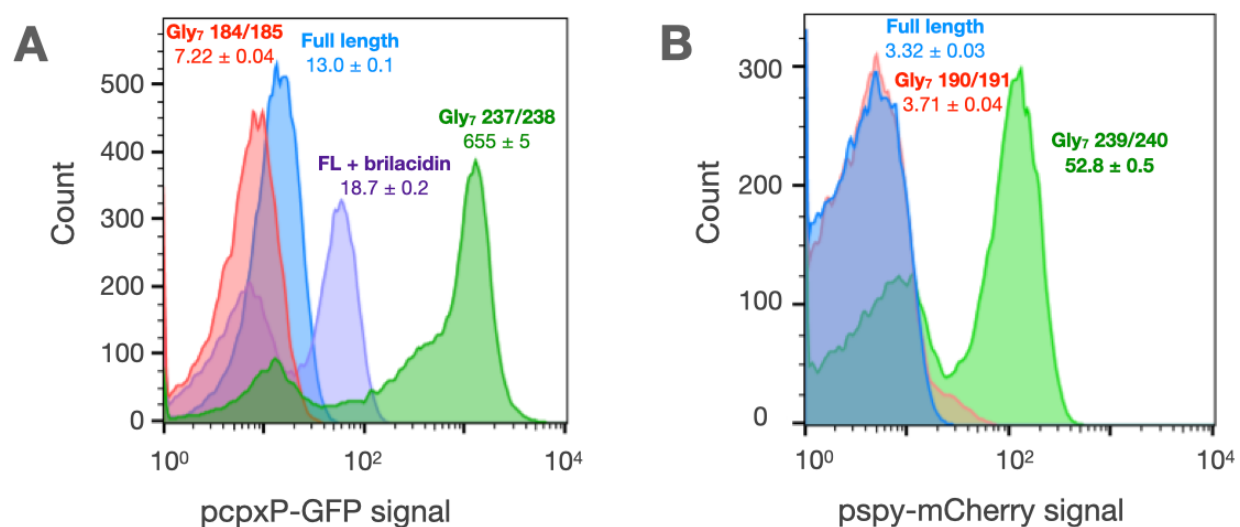 A
Gly₇ 184/185
7.22 ± 0.04
Full length
13.0 ± 0.1
FL + brilacidin
18.7 ± 0.2
Gly₇ 237/238
655 ± 5
Count
500
400
300
200
100
0
10⁰
10²
10⁴
pcpxP-GFP signal
B
Full length
3.32 ± 0.03
Gly₇ 190/191
3.71 ± 0.04
Gly₇ 239/240
52.8 ± 0.5
Count
300
200
100
0
10⁰
10²
10⁴
pspy-mCherry signal